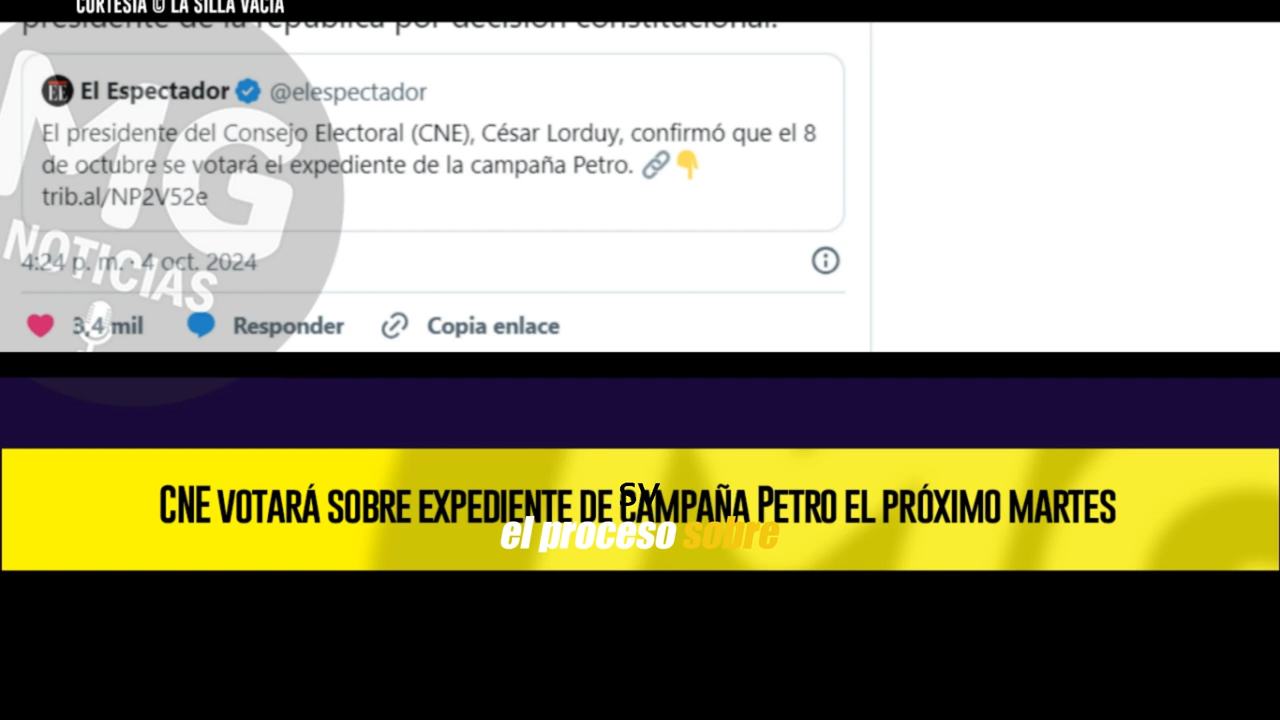 CORTESÍA © LA SILLA VACÍA
presidente de la república por decisión constitucional.
El Espectador @elespectador
El presidente del Consejo Electoral (CNE), César Lorduy, confirmó que el 8
de octubre se votará el expediente de la campaña Petro.
trib.al/NP2V52e
MG
NOTICIAS
4:24 p. m. · 4 oct. 2024
3,4 mil Responder Copia enlace
CNE VOTARÁ SOBRE EXPEDIENTE DE CAMPAÑA PETRO EL PRÓXIMO MARTES
el proceso sobre